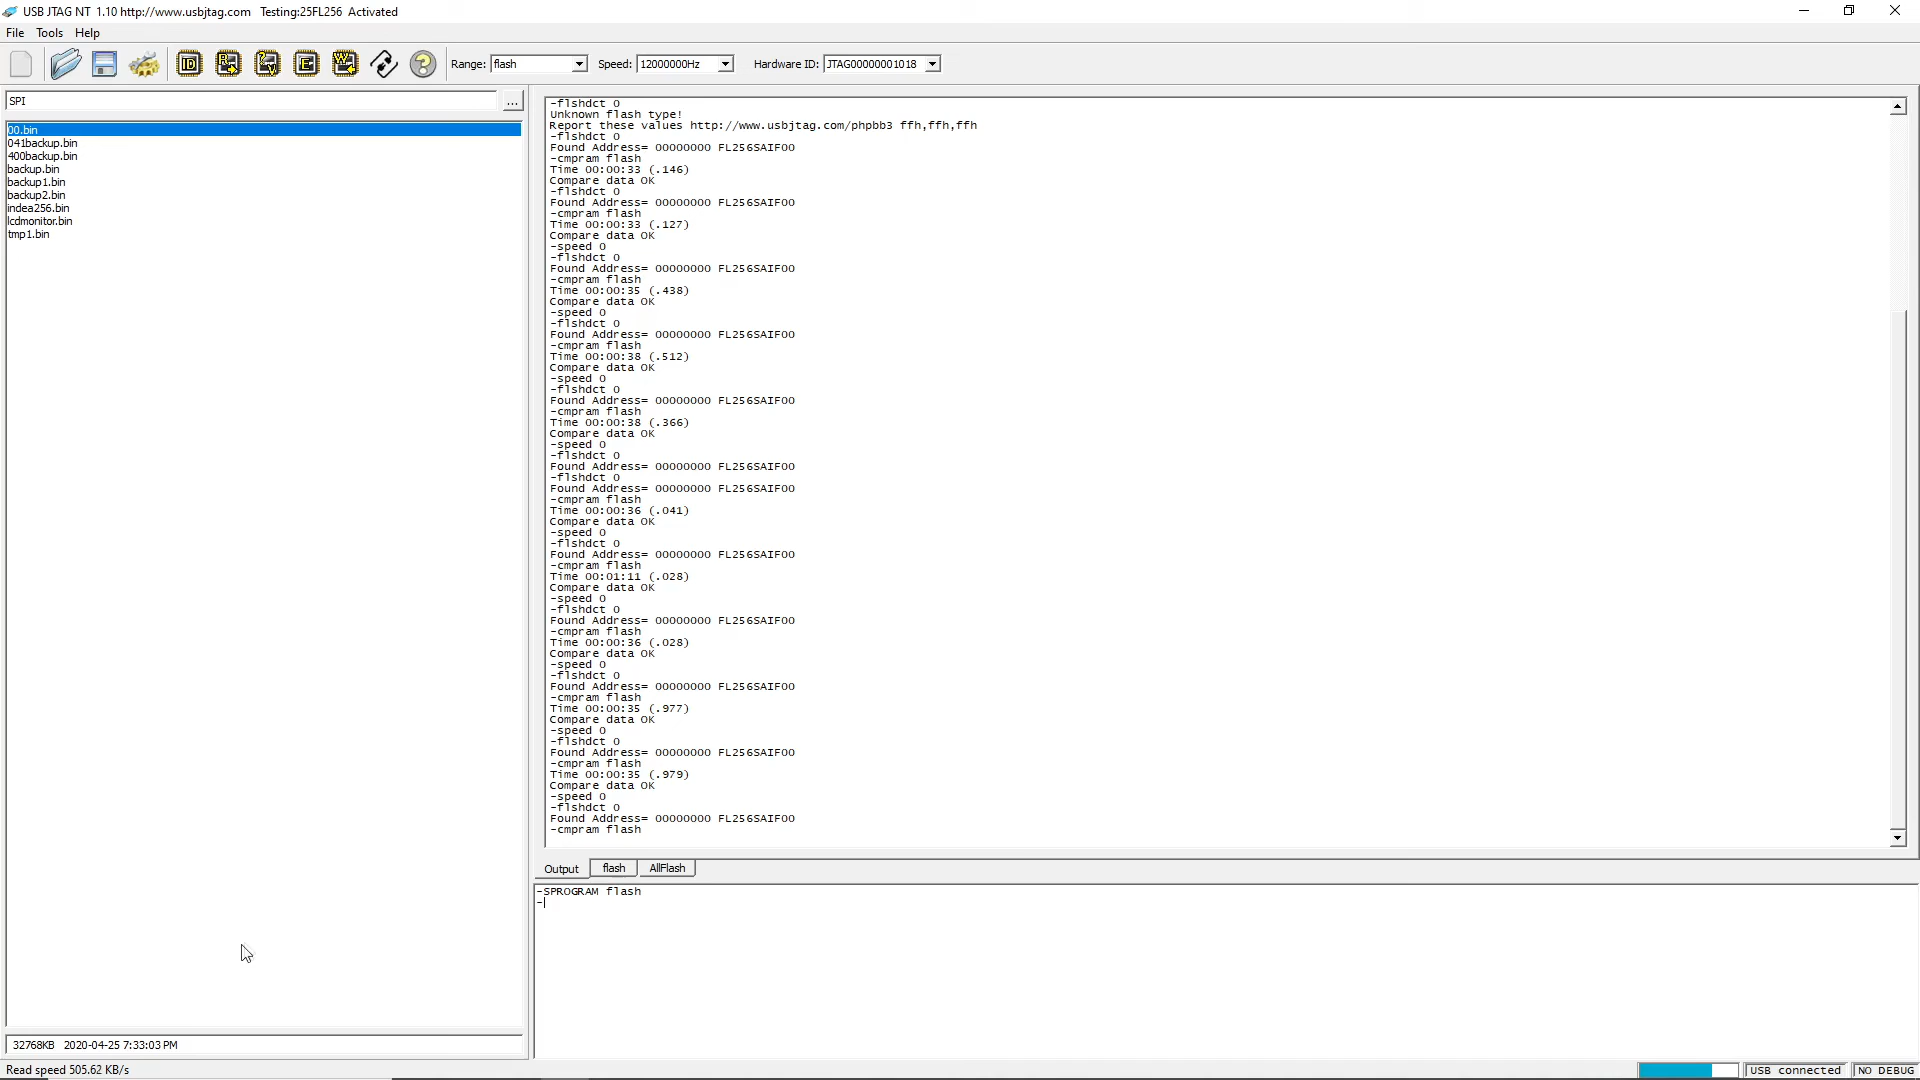 USB JTAG NT 1.10 http://www.usbjtag.com Testing:25FL256 Activated
File Tools Help
ID R V E W ? Range: flash Speed: 12000000Hz Hardware ID: JTAG00000001018
SPI ...
00.bin
041backup.bin
400backup.bin
backup.bin
backup1.bin
backup2.bin
indea256.bin
lcdmonitor.bin
tmp1.bin
32768KB 2020-04-25 7:33:03 PM
-flshdct 0
Unknown flash type!
Report these values http://www.usbjtag.com/phpbb3 ffh,ffh,ffh
-flshdct 0
Found Address= 00000000 FL256SAIF00
-cmpram flash
Time 00:00:33 (.146)
Compare data OK
-flshdct 0
Found Address= 00000000 FL256SAIF00
-cmpram flash
Time 00:00:33 (.127)
Compare data OK
-speed 0
-flshdct 0
Found Address= 00000000 FL256SAIF00
-cmpram flash
Time 00:00:35 (.438)
Compare data OK
-speed 0
-flshdct 0
Found Address= 00000000 FL256SAIF00
-cmpram flash
Time 00:00:38 (.512)
Compare data OK
-speed 0
-flshdct 0
Found Address= 00000000 FL256SAIF00
-cmpram flash
Time 00:00:38 (.366)
Compare data OK
-speed 0
-flshdct 0
Found Address= 00000000 FL256SAIF00
-flshdct 0
Found Address= 00000000 FL256SAIF00
-cmpram flash
Time 00:00:36 (.041)
Compare data OK
-speed 0
-flshdct 0
Found Address= 00000000 FL256SAIF00
-cmpram flash
Time 00:01:11 (.028)
Compare data OK
-speed 0
-flshdct 0
Found Address= 00000000 FL256SAIF00
-cmpram flash
Time 00:00:36 (.028)
Compare data OK
-speed 0
-flshdct 0
Found Address= 00000000 FL256SAIF00
-cmpram flash
Time 00:00:35 (.977)
Compare data OK
-speed 0
-flshdct 0
Found Address= 00000000 FL256SAIF00
-cmpram flash
Time 00:00:35 (.979)
Compare data OK
-speed 0
-flshdct 0
Found Address= 00000000 FL256SAIF00
-cmpram flash
Output flash AllFlash
-SPROGRAM flash
-
Read speed 505.62 KB/s USB connected NO DEBUG